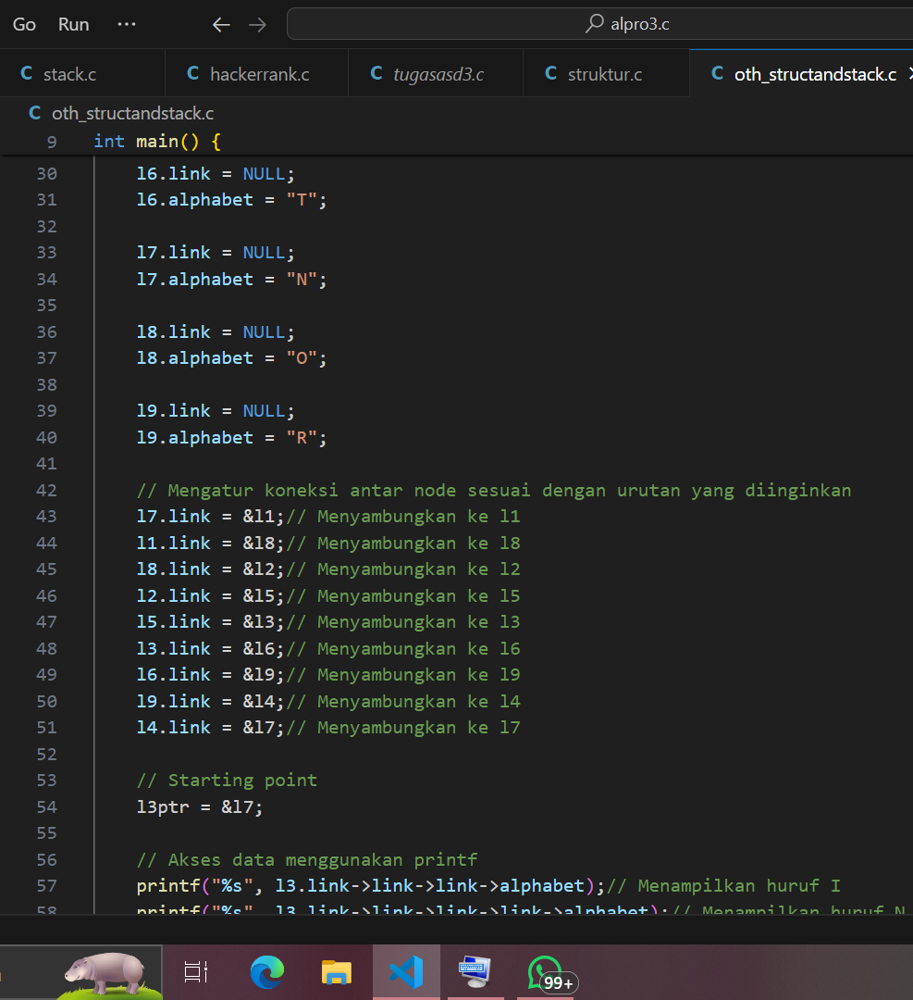 Go Run ··· ← → alpro3.c
C stack.c C hackerrank.c C tugasasd3.c C struktur.c C oth_structandstack.c
C oth_structandstack.c
9 int main() {
30 l6.link = NULL;
31 l6.alphabet = "T";
32
33 l7.link = NULL;
34 l7.alphabet = "N";
35
36 l8.link = NULL;
37 l8.alphabet = "O";
38
39 l9.link = NULL;
40 l9.alphabet = "R";
41
42 // Mengatur koneksi antar node sesuai dengan urutan yang diinginkan
43 l7.link = &l1;// Menyambungkan ke l1
44 l1.link = &l8;// Menyambungkan ke l8
45 l8.link = &l2;// Menyambungkan ke l2
46 l2.link = &l5;// Menyambungkan ke l5
47 l5.link = &l3;// Menyambungkan ke l3
48 l3.link = &l6;// Menyambungkan ke l6
49 l6.link = &l9;// Menyambungkan ke l9
50 l9.link = &l4;// Menyambungkan ke l4
51 l4.link = &l7;// Menyambungkan ke l7
52
53 // Starting point
54 l3ptr = &l7;
55
56 // Akses data menggunakan printf
57 printf("%s", l3.link->link->link->alphabet);// Menampilkan huruf I
58 printf("%s", l3.link->link->link->link->alphabet);// Menampilkan huruf N
99+